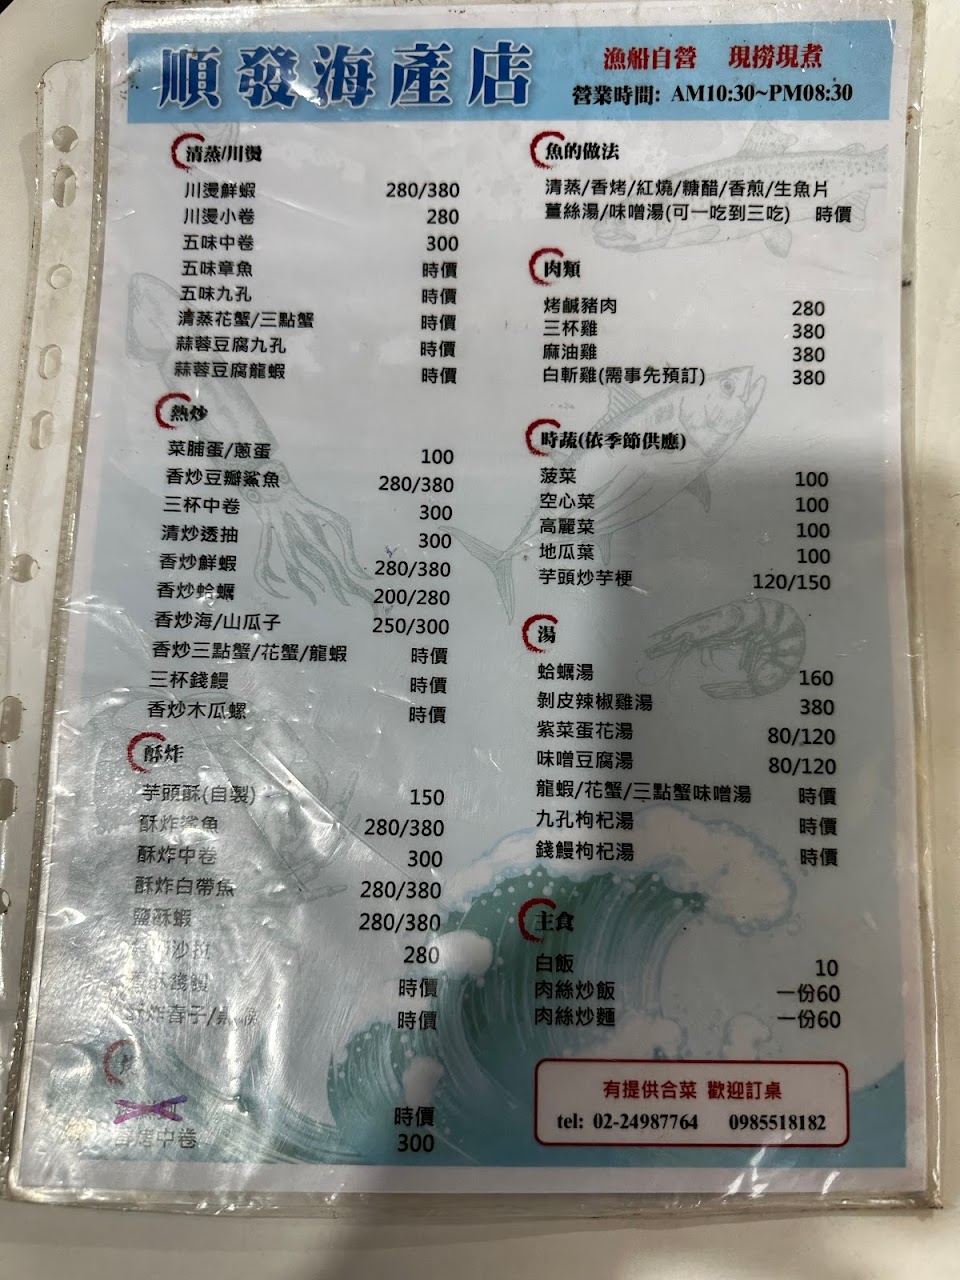 順發海產店
漁船自營 現撈現煮
營業時間: AM10:30~PM08:30
清蒸/川燙
川燙鮮蝦 280/380
川燙小卷 280
五味中卷 300
五味章魚 時價
五味九孔 時價
清蒸花蟹/三點蟹 時價
蒜蓉豆腐九孔 時價
蒜蓉豆腐龍蝦 時價
熱炒
菜脯蛋/蔥蛋 100
香炒豆瓣鯊魚 280/380
三杯中卷 300
清炒透抽 300
香炒鮮蝦 280/380
香炒蛤蠣 200/280
香炒海/山瓜子 250/300
香炒三點蟹/花蟹/龍蝦 時價
三杯錢鰻 時價
香炒木瓜螺 時價
酥炸
芋頭酥(自製) 150
酥炸鯊魚 280/380
酥炸中卷 300
酥炸白帶魚 280/380
鹽酥蝦 280/380
沙拉 280
錢鰻 時價
酥炸春子/ 時價
時價
中卷 300
魚的做法
清蒸/香烤/紅燒/糖醋/香煎/生魚片
薑絲湯/味噌湯(可一吃到三吃) 時價
肉類
烤鹹豬肉 280
三杯雞 380
麻油雞 380
白斬雞(需事先預訂) 380
時蔬(依季節供應)
菠菜 100
空心菜 100
高麗菜 100
地瓜葉 100
芋頭炒芋梗 120/150
湯
蛤蠣湯 160
剝皮辣椒雞湯 380
紫菜蛋花湯 80/120
味噌豆腐湯 80/120
龍蝦/花蟹/三點蟹味噌湯 時價
九孔枸杞湯 時價
錢鰻枸杞湯 時價
主食
白飯 10
肉絲炒飯 一份60
肉絲炒麵 一份60
有提供合菜 歡迎訂桌
tel: 02-24987764 0985518182